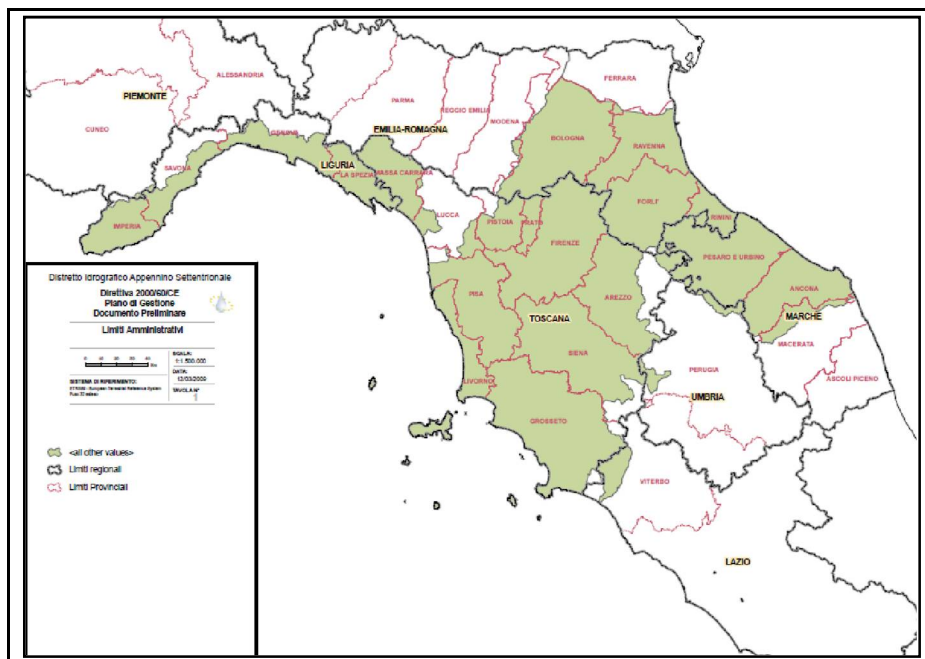 FERRARA
ALESSANDRIA
PIEMONTE
PARMA
REGGIO EMILIA
MODENA
EMILIA-ROMAGNA
CUNEO
BOLOGNA
RAVENNA
GENOVA
SAVONA
LIGURIA
LA SPEZIA
MASSA CARRARA
FORLI'
LUCCA
PISTOIA
PRATO
RIMINI
IMPERIA
FIRENZE
PESARO E URBINO
Distretto Idrografico Appennino Settentrionale
Direttiva 2000/60/CE
Piano di Gestione
Documento Preliminare
Limiti Amministrativi
SCALA:
1:1.500.000
DATA:
SISTEMA DI RIFERIMENTO:
TAVOLA N°
1
PISA
AREZZO
ANCONA
TOSCANA
MARCHE
MACERATA
SIENA
PERUGIA
ASCOLI PICENO
LIVORNO
UMBRIA
GROSSETO
VITERBO
LAZIO
<all other values>
Limiti regionali
Limiti Provinciali